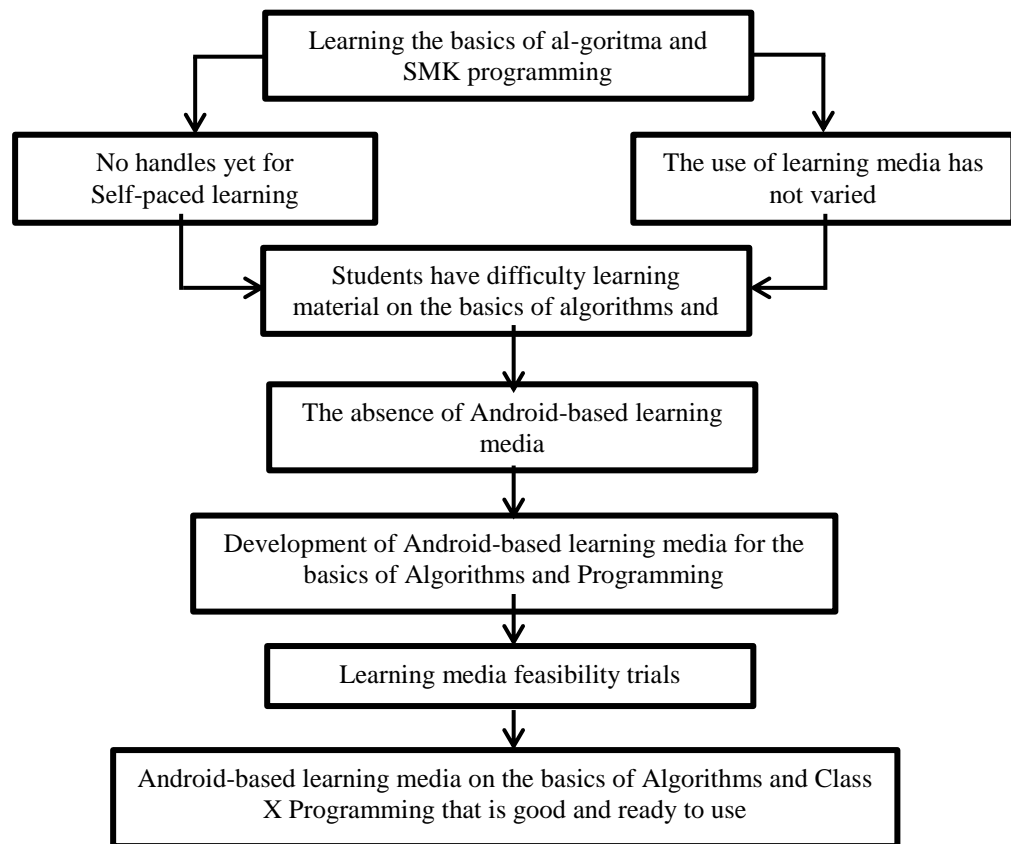 Learning the basics of al-goritma and
SMK programming
No handles yet for
Self-paced learning
The use of learning media has
not varied
Students have difficulty learning
material on the basics of algorithms and
The absence of Android-based learning
media
Development of Android-based learning media for the
basics of Algorithms and Programming
Learning media feasibility trials
Android-based learning media on the basics of Algorithms and Class
X Programming that is good and ready to use